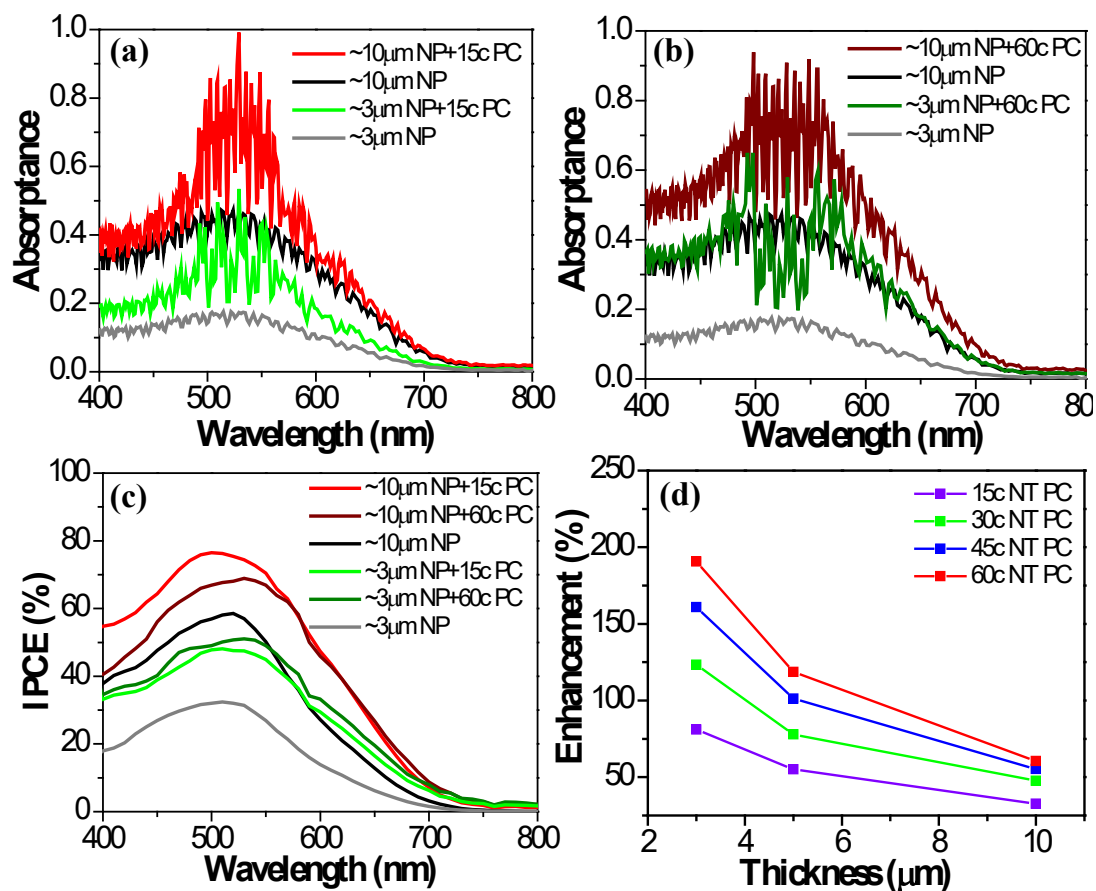 (a)
~10μm NP+15c PC
~10μm NP
~3μm NP+15c PC
~3μm NP
Absorptance
1.0
0.8
0.6
0.4
0.2
0.0
400 500 600 700 800
Wavelength (nm)
(b)
~10μm NP+60c PC
~10μm NP
~3μm NP+60c PC
~3μm NP
Absorptance
1.0
0.8
0.6
0.4
0.2
0.0
400 500 600 700 80
Wavelength (nm)
(c)
~10μm NP+15c PC
~10μm NP+60c PC
~10μm NP
~3μm NP+15c PC
~3μm NP+60c PC
~3μm NP
IPCE (%)
100
80
60
40
20
0
400 500 600 700 800
Wavelength (nm)
(d)
15c NT PC
30c NT PC
45c NT PC
60c NT PC
Enhancement (%)
250
200
150
100
50
2 4 6 8 10
Thickness (μm)